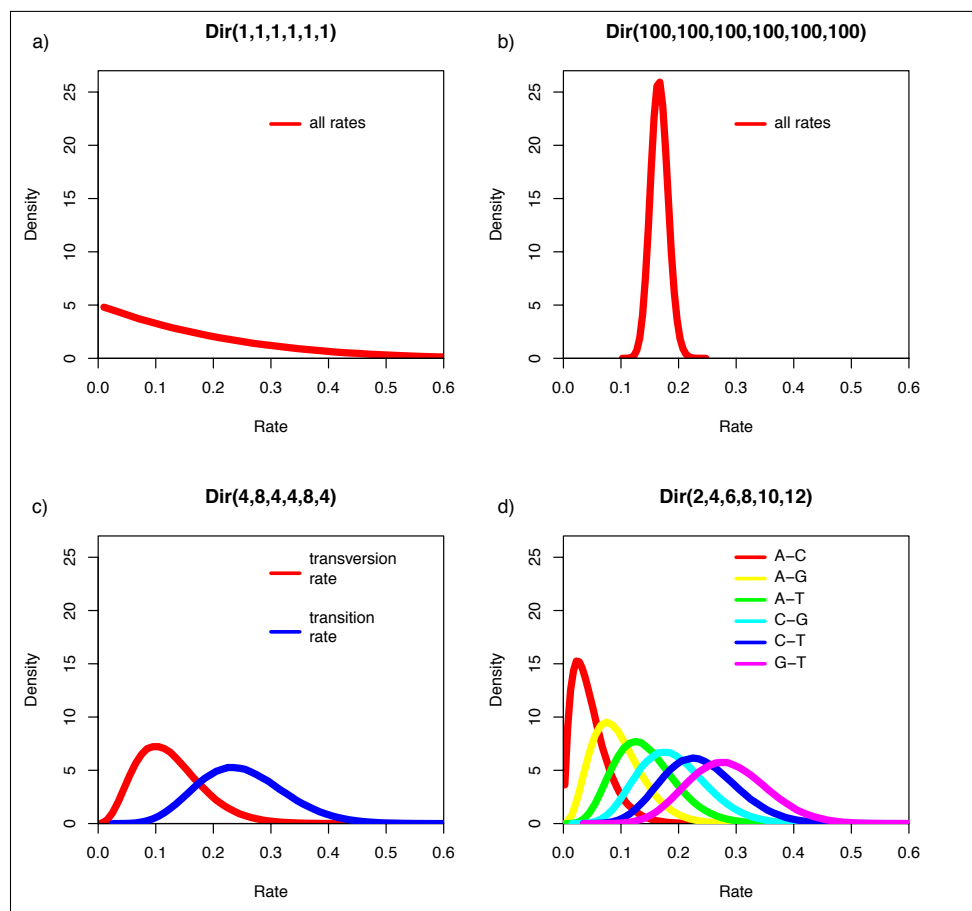 a)
Dir(1,1,1,1,1,1)
25
20
15
10
5
0
Density
all rates
0.0 0.1 0.2 0.3 0.4 0.5 0.6
Rate
b)
Dir(100,100,100,100,100,100)
25
20
15
10
5
0
Density
all rates
0.0 0.1 0.2 0.3 0.4 0.5 0.6
Rate
c)
Dir(4,8,4,4,8,4)
25
20
15
10
5
0
Density
transversion
rate
transition
rate
0.0 0.1 0.2 0.3 0.4 0.5 0.6
Rate
d)
Dir(2,4,6,8,10,12)
25
20
15
10
5
0
Density
A−C
A−G
A−T
C−G
C−T
G−T
0.0 0.1 0.2 0.3 0.4 0.5 0.6
Rate